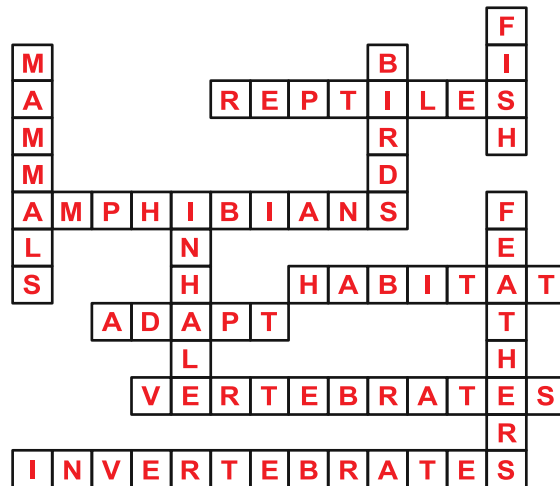 FISH
MAMMALS
BIRDS
REPTILES
AMPHIBIANS
INHALE
FEATHERS
HABITAT
ADAPT
VERTEBRATES
INVERTEBRATES